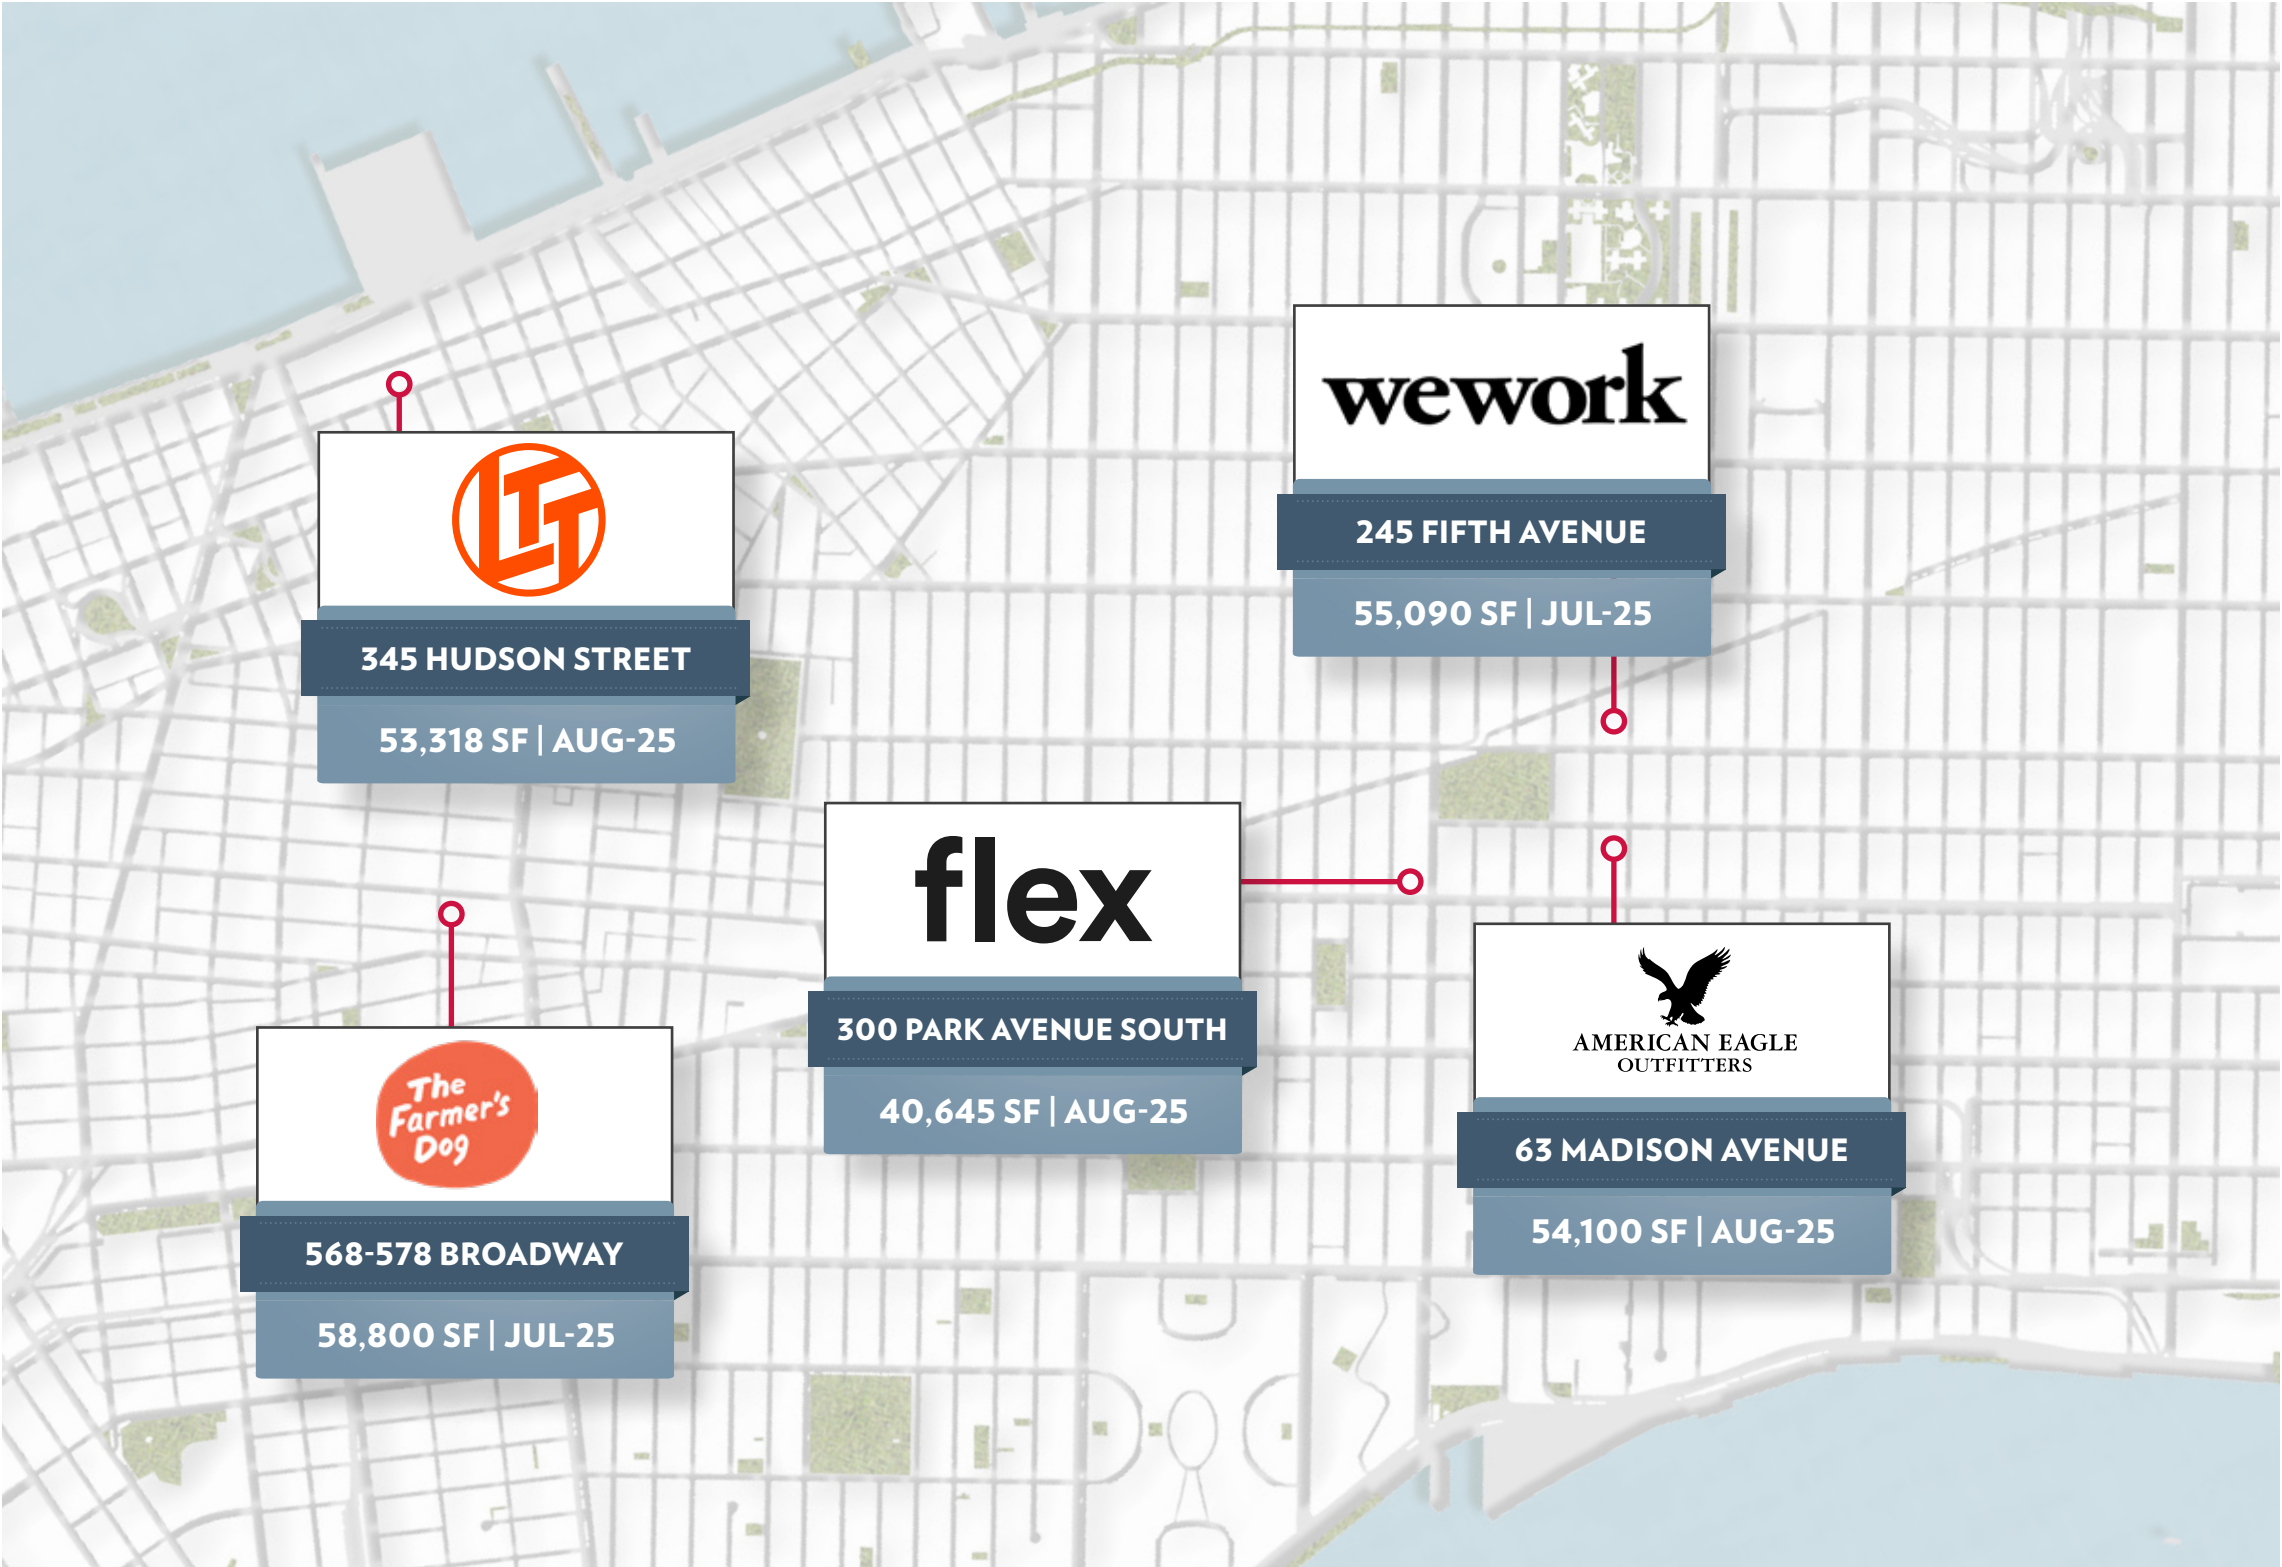 wework
245 FIFTH AVENUE
55,090 SF | JUL-25
LTT
345 HUDSON STREET
53,318 SF | AUG-25
flex
300 PARK AVENUE SOUTH
40,645 SF | AUG-25
AMERICAN EAGLE
OUTFITTERS
63 MADISON AVENUE
54,100 SF | AUG-25
The
Farmer's
Dog
568-578 BROADWAY
58,800 SF | JUL-25